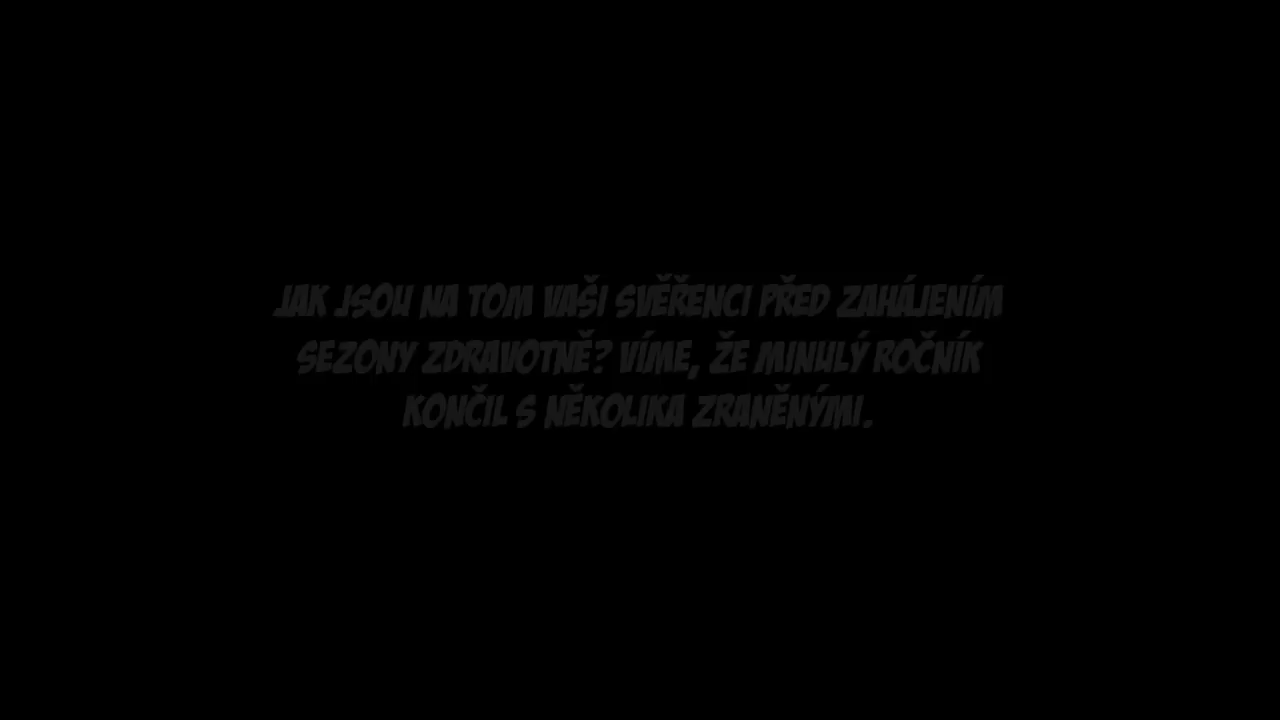 JAK JSOU NA TOM VAŠI SVĚŘENCI PŘED ZAHÁJENÍM
SEZONY ZDRAVOTNĚ? VÍME, ŽE MINULÝ ROČNÍK
KONČIL S NĚKOLIKA ZRANĚNÝMI.